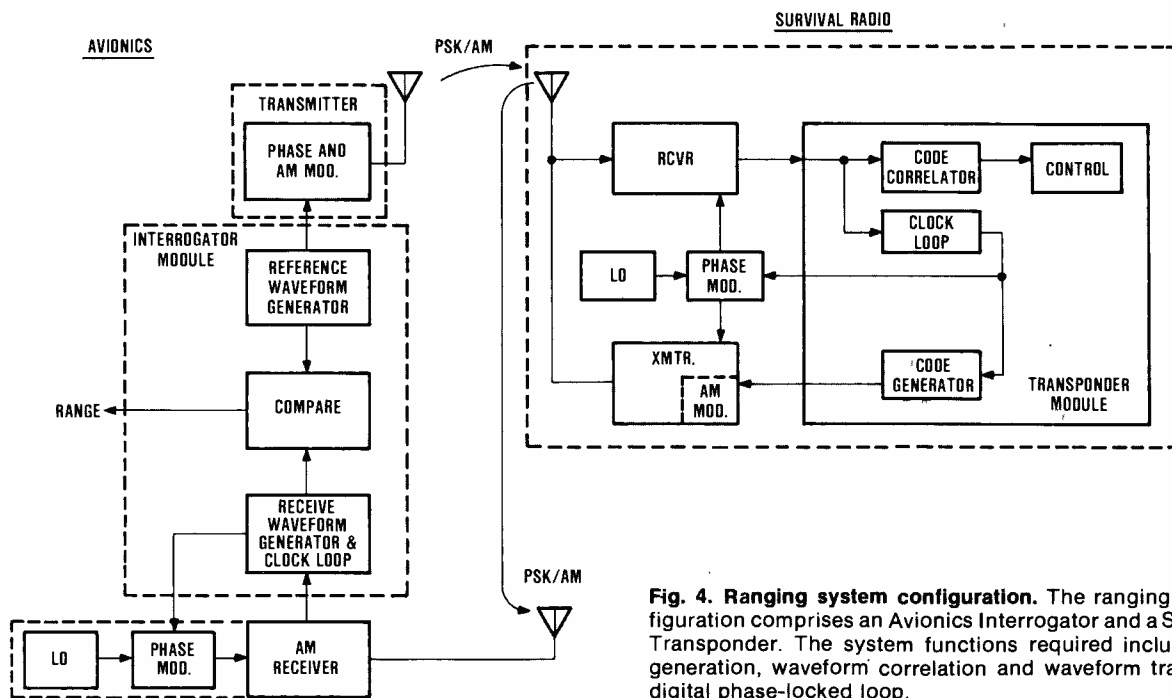 AVIONICS
PSK/AM
SURVIVAL RADIO
TRANSMITTER
PHASE AND
AM MOD.
INTERROGATOR
MODULE
REFERENCE
WAVEFORM
GENERATOR
COMPARE
RANGE
RECEIVE
WAVEFORM
GENERATOR &
CLOCK LOOP
LO
PHASE
MOD.
AM
RECEIVER
PSK/AM
RCVR
CODE
CORRELATOR
CONTROL
CLOCK
LOOP
LO
PHASE
MOD.
XMTR.
AM
MOD.
CODE
GENERATOR
TRANSPONDER
MODULE
Fig. 4. Ranging system configuration. The ranging
figuration comprises an Avionics Interrogator and a S
Transponder. The system functions required inclu
generation, waveform correlation and waveform tra
digital phase-locked loop.